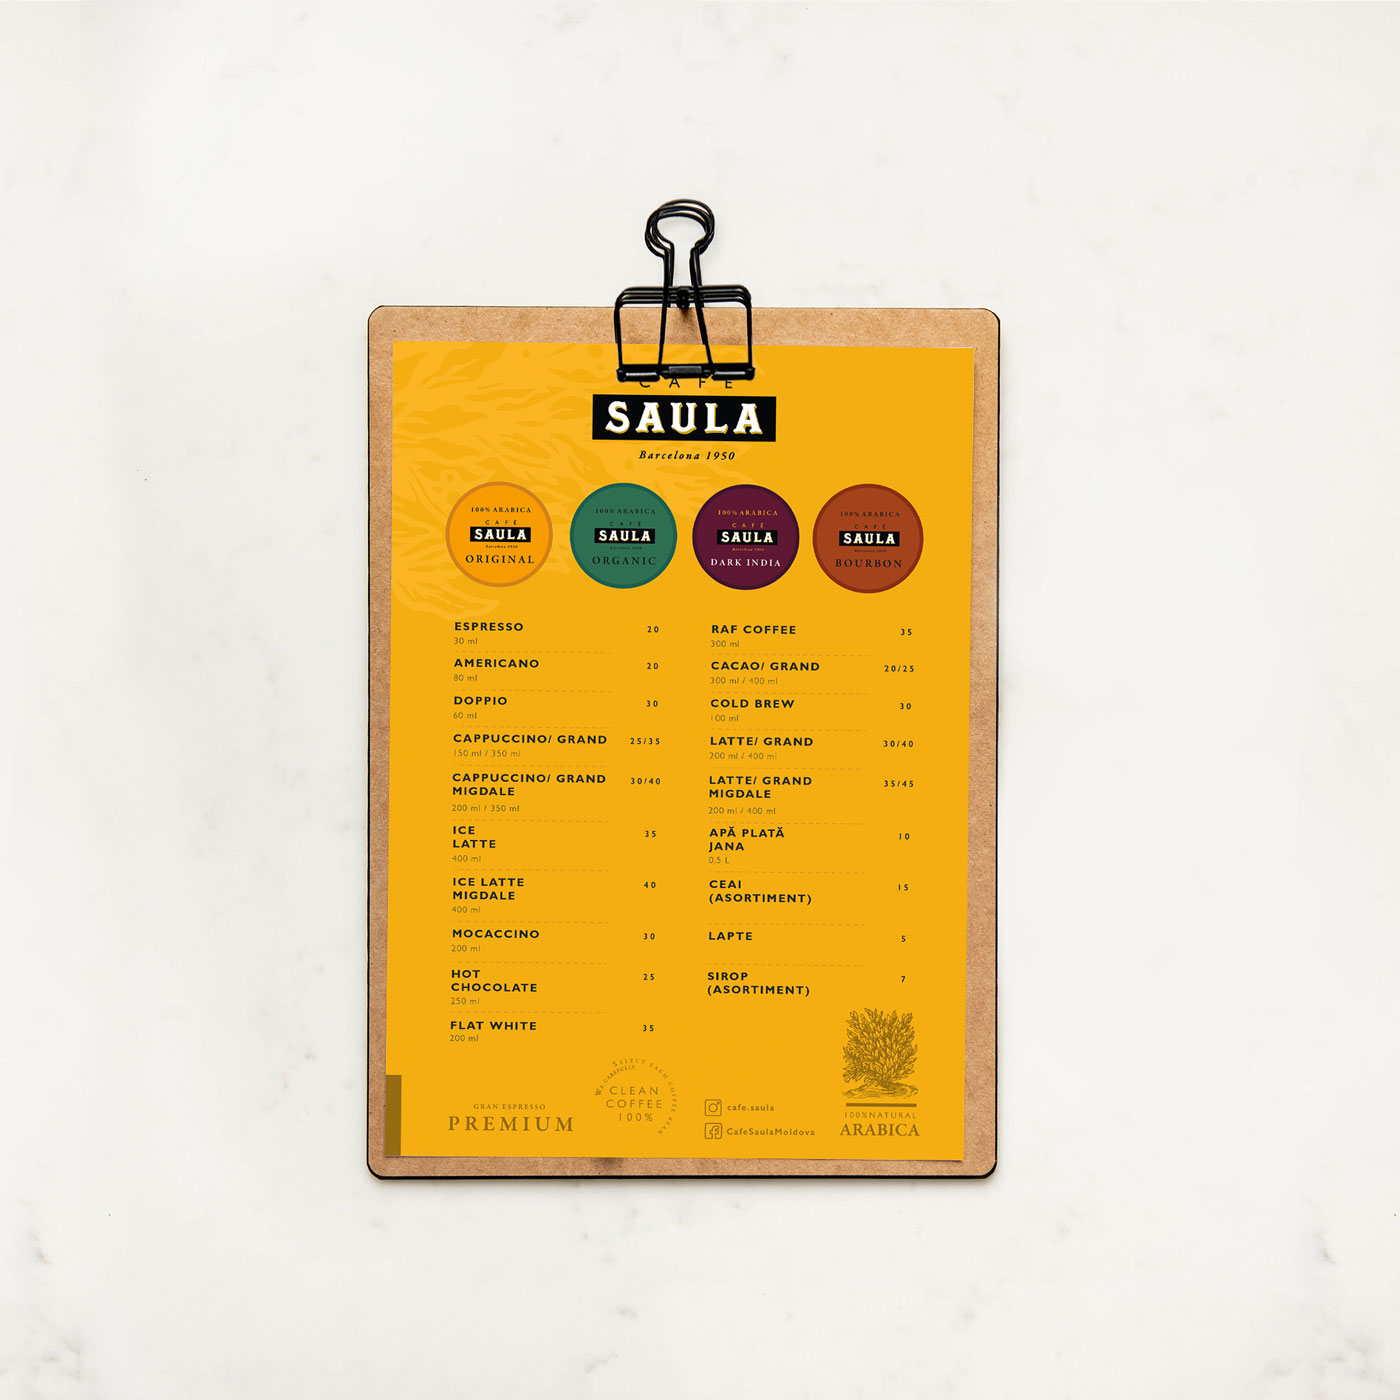 CAFÉ
SAULA
Barcelona 1950
100% ARABICA
CAFÉ
SAULA
Barcelona 1950
ORIGINAL
100% ARABICA
CAFÉ
SAULA
Barcelona 1950
ORGANIC
100% ARABICA
CAFÉ
SAULA
Barcelona 1950
DARK INDIA
100% ARABICA
CAFÉ
SAULA
Barcelona 1950
BOURBON
ESPRESSO 20
30 ml
AMERICANO 20
80 ml
DOPPIO 30
60 ml
CAPPUCCINO/ GRAND 25/35
150 ml / 350 ml
CAPPUCCINO/ GRAND 30/40
MIGDALE
200 ml / 350 ml
ICE 35
LATTE
400 ml
ICE LATTE 40
MIGDALE
400 ml
MOCACCINO 30
200 ml
HOT 25
CHOCOLATE
250 ml
FLAT WHITE 35
200 ml
RAF COFFEE 35
300 ml
CACAO/ GRAND 20/25
300 ml / 400 ml
COLD BREW 30
100 ml
LATTE/ GRAND 30/40
200 ml / 400 ml
LATTE/ GRAND 35/45
MIGDALE
200 ml / 400 ml
APĂ PLATĂ 10
JANA
0.5 L
CEAI 15
(ASORTIMENT)
LAPTE 5
SIROP 7
(ASORTIMENT)
GRAN ESPRESSO
PREMIUM
WE CAREFULLY SELECT EACH COFFEE BEAN
CLEAN
COFFEE
100%
cafe.saula
CafeSaulaMoldova
100% NATURAL
ARABICA